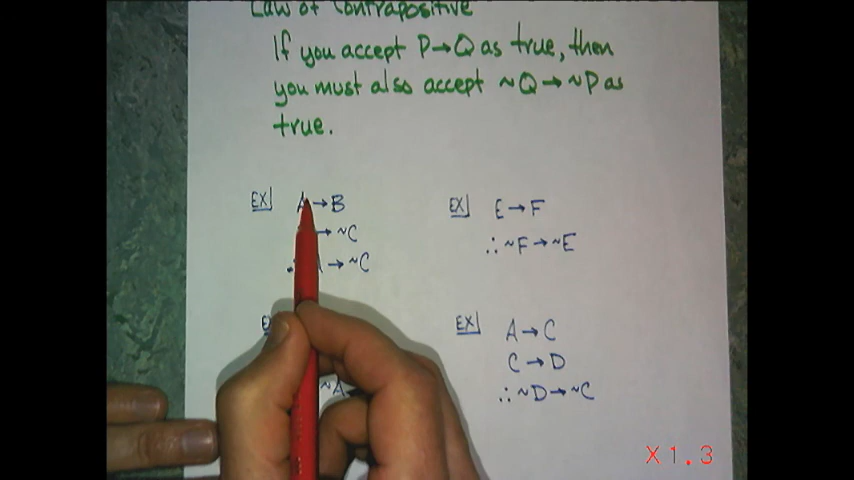 Law of Contrapositive
If you accept P→Q as true, then
you must also accept ~Q→~P as
true.
EX A→B
→~C
∴ A→~C
EX E→F
∴~F→~E
~A
EX A→C
C→D
∴~D→~C
X1.3